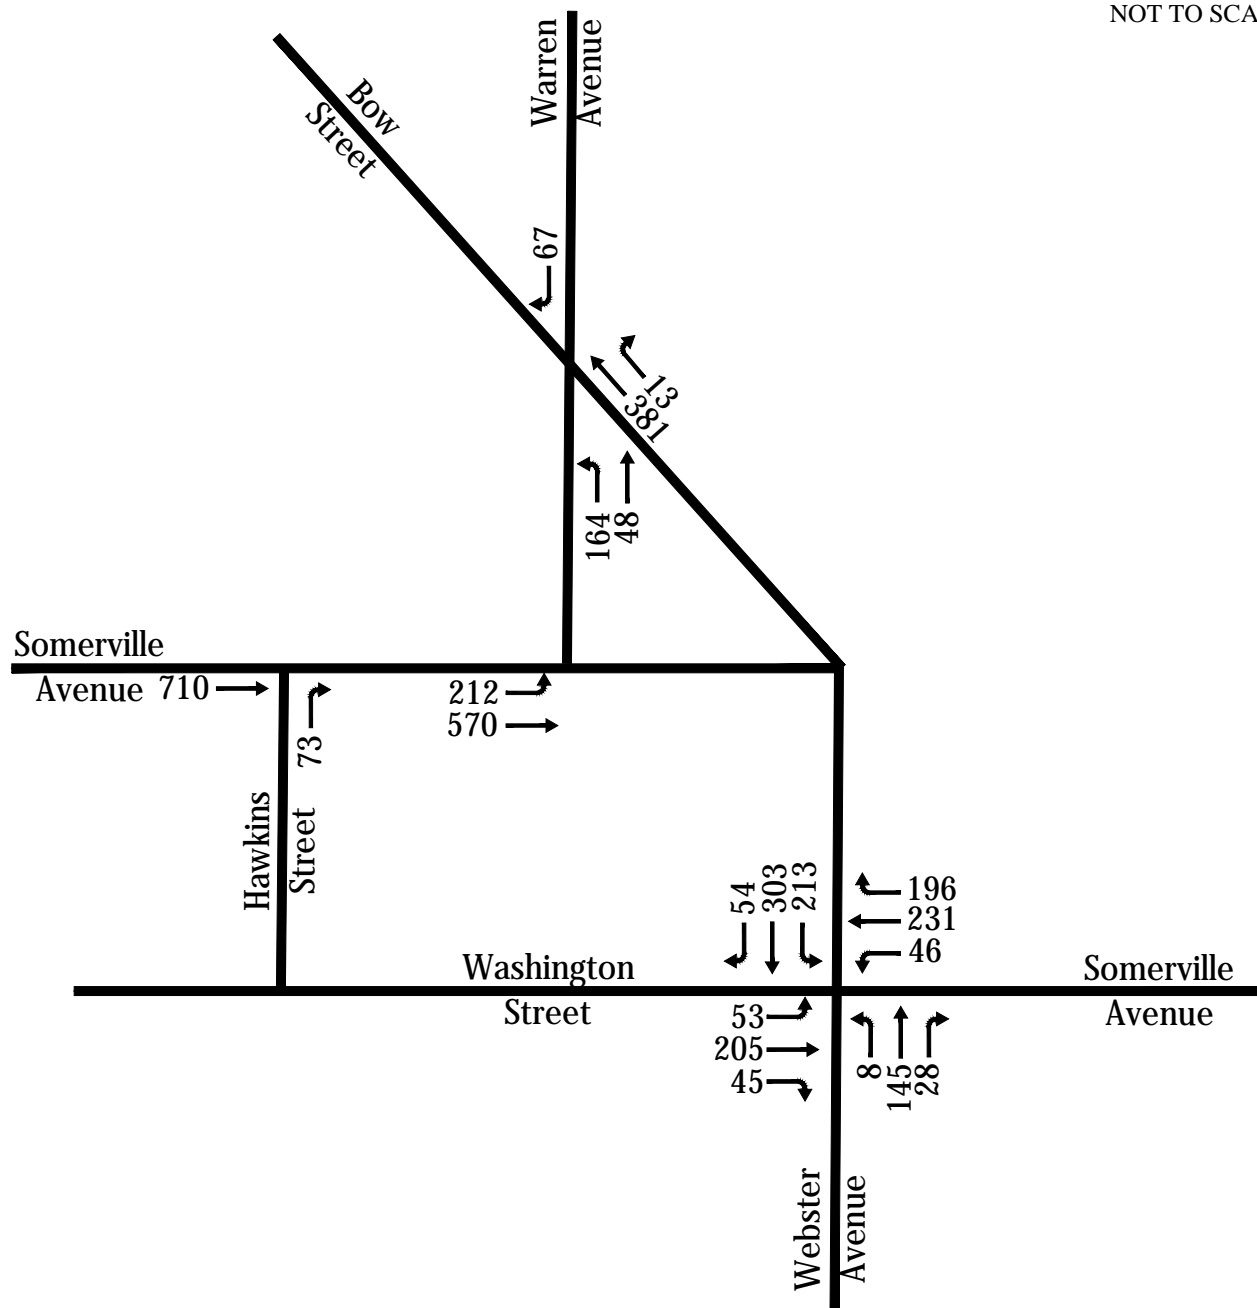 NOT TO SCA
Warren
Avenue
Bow
Street
67
13
381
164
48
Somerville
Avenue 710
73
212
570
Hawkins
Street
54
303
213
196
231
46
Washington
Street
Somerville
Avenue
53
205
45
8
145
28
Webster
Avenue